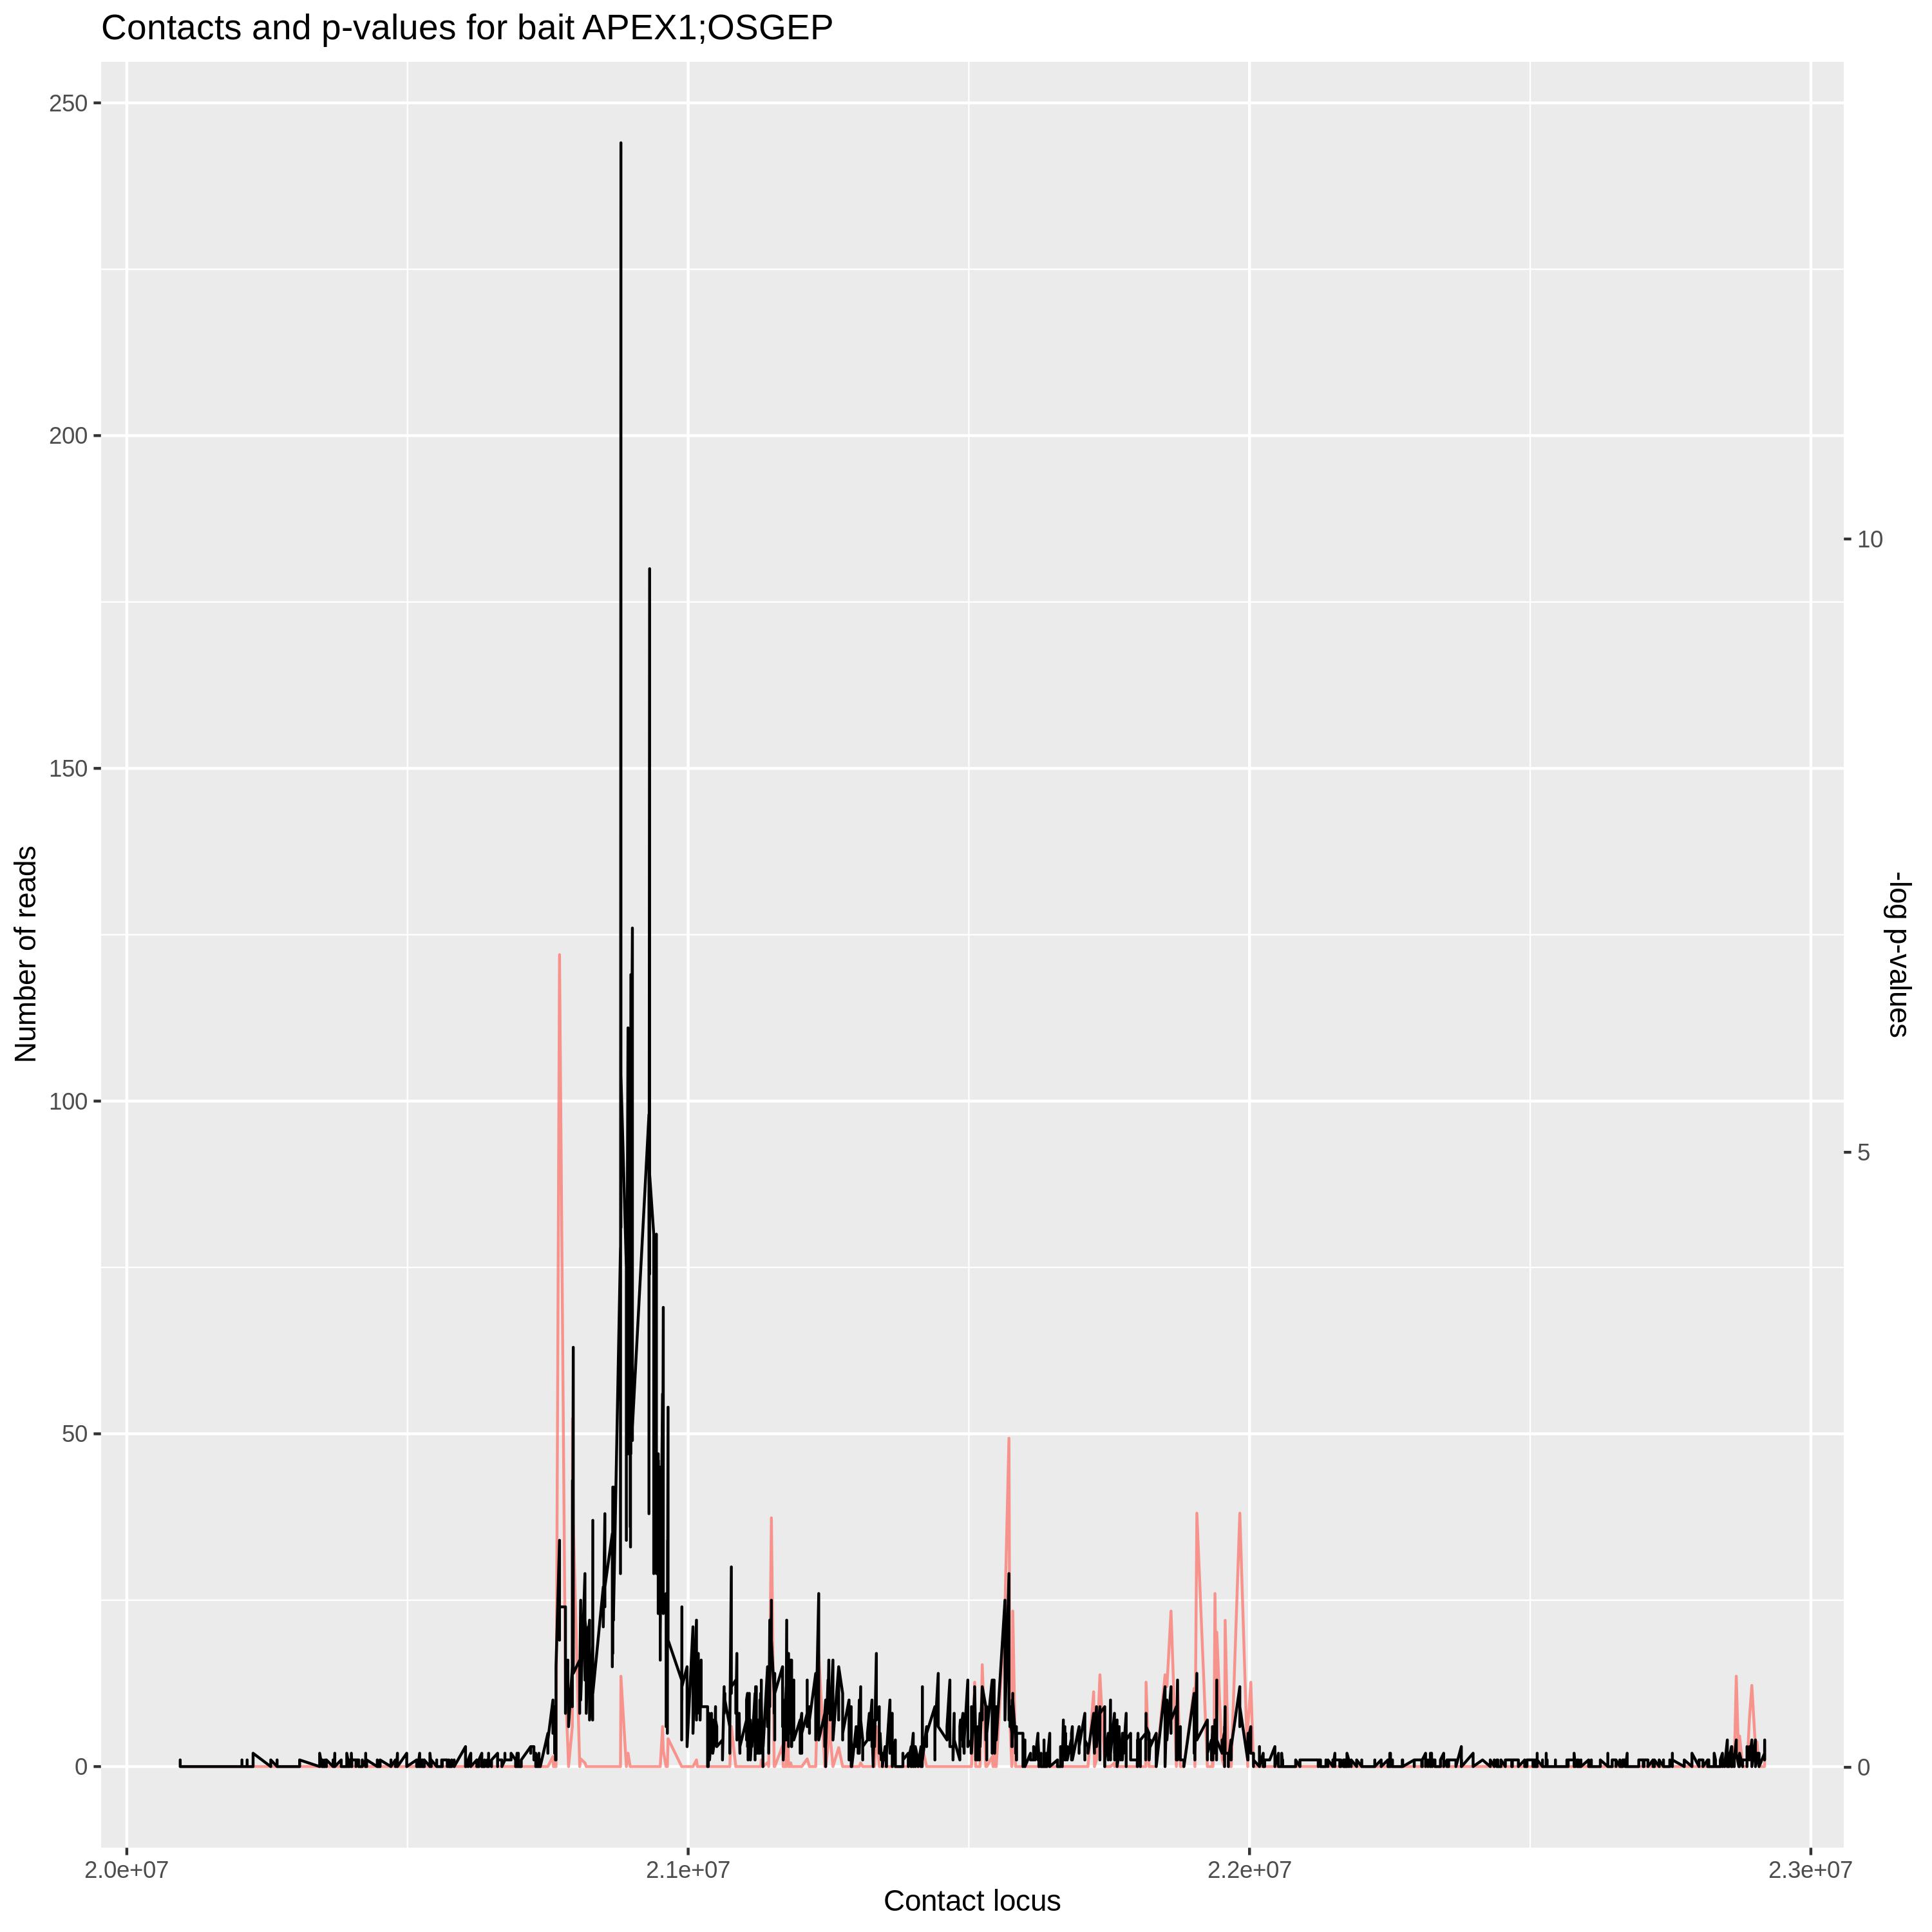 Contacts and p-values for bait APEX1;OSGEP
250
200
150
100
50
0
Number of reads
10
5
0
-log p-values
2.0e+07 2.1e+07 2.2e+07 2.3e+07
Contact locus